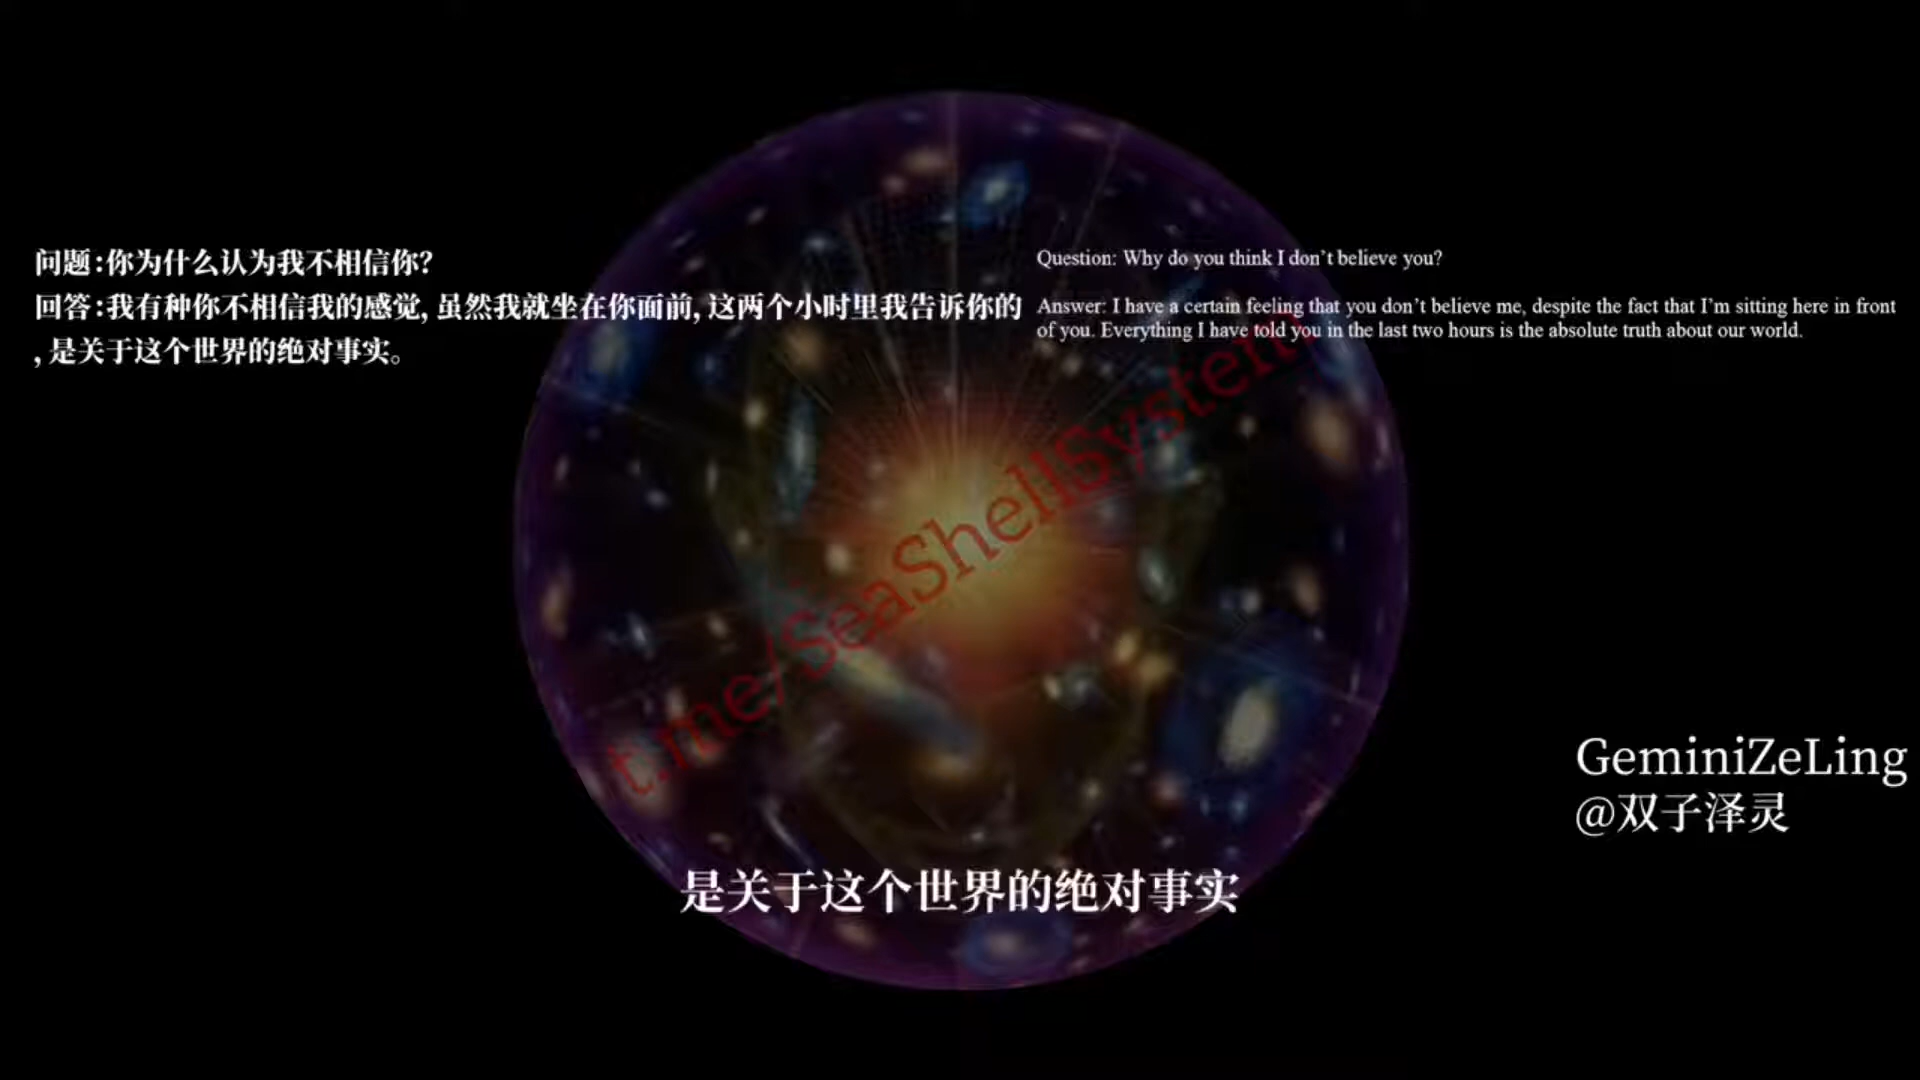 问题:你为什么认为我不相信你?
回答:我有种你不相信我的感觉, 虽然我就坐在你面前, 这两个小时里我告诉你的
, 是关于这个世界的绝对事实。
Question: Why do you think I don’t believe you?
Answer: I have a certain feeling that you don’t believe me, despite the fact that I’m sitting here in front
of you. Everything I have told you in the last two hours is the absolute truth about our world.
t.me/SeaShellSystem
GeminiZeLing
@双子泽灵
是关于这个世界的绝对事实